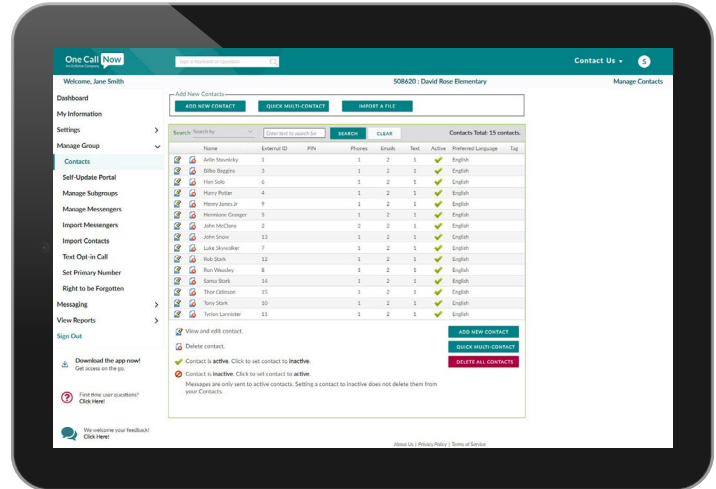 One Call Now
Type a Keyword or Question
Contact Us
S
Welcome, Jane Smith
508620 : David Rose Elementary
Manage Contacts
Dashboard
My Information
Settings
Manage Group
Contacts
Self-Update Portal
Manage Subgroups
Manage Messengers
Import Messengers
Import Contacts
Text Opt-in Call
Set Primary Number
Right to be Forgotten
Messaging
View Reports
Sign Out
Download the app now!
Get access on the go.
First time user questions?
Click Here!
We welcome your feedback!
Click Here!
Add New Contacts
ADD NEW CONTACT QUICK MULTI-CONTACT IMPORT A FILE
Search Search by Enter text to search for SEARCH CLEAR Contacts Total: 15 contacts.
Name External ID PIN Phones Emails Text Active Preferred Language Tag
Arlin Stavnicky 1 1 2 1 English
Bilbo Baggins 3 1 2 1 English
Han Solo 6 1 2 1 English
Harry Potter 4 1 2 1 English
Henry Jones Jr 9 1 2 1 English
Hermione Granger 5 1 2 1 English
John McClane 2 2 2 1 English
John Snow 13 1 2 1 English
Luke Skywalker 7 1 2 1 English
Rob Stark 12 1 2 1 English
Ron Weasley 8 1 2 1 English
Sansa Stark 14 1 2 1 English
Thor Odinson 15 1 2 1 English
Tony Stark 10 1 2 1 English
Tyrion Lannister 11 1 2 1 English
View and edit contact.
Delete contact.
Contact is active. Click to set contact to inactive.
Contact is inactive. Click to set contact to active.
Messages are only sent to active contacts. Setting a contact to inactive does not delete them from
your Contacts.
ADD NEW CONTACT
QUICK MULTI-CONTACT
DELETE ALL CONTACTS
About Us | Privacy Policy | Terms of Service